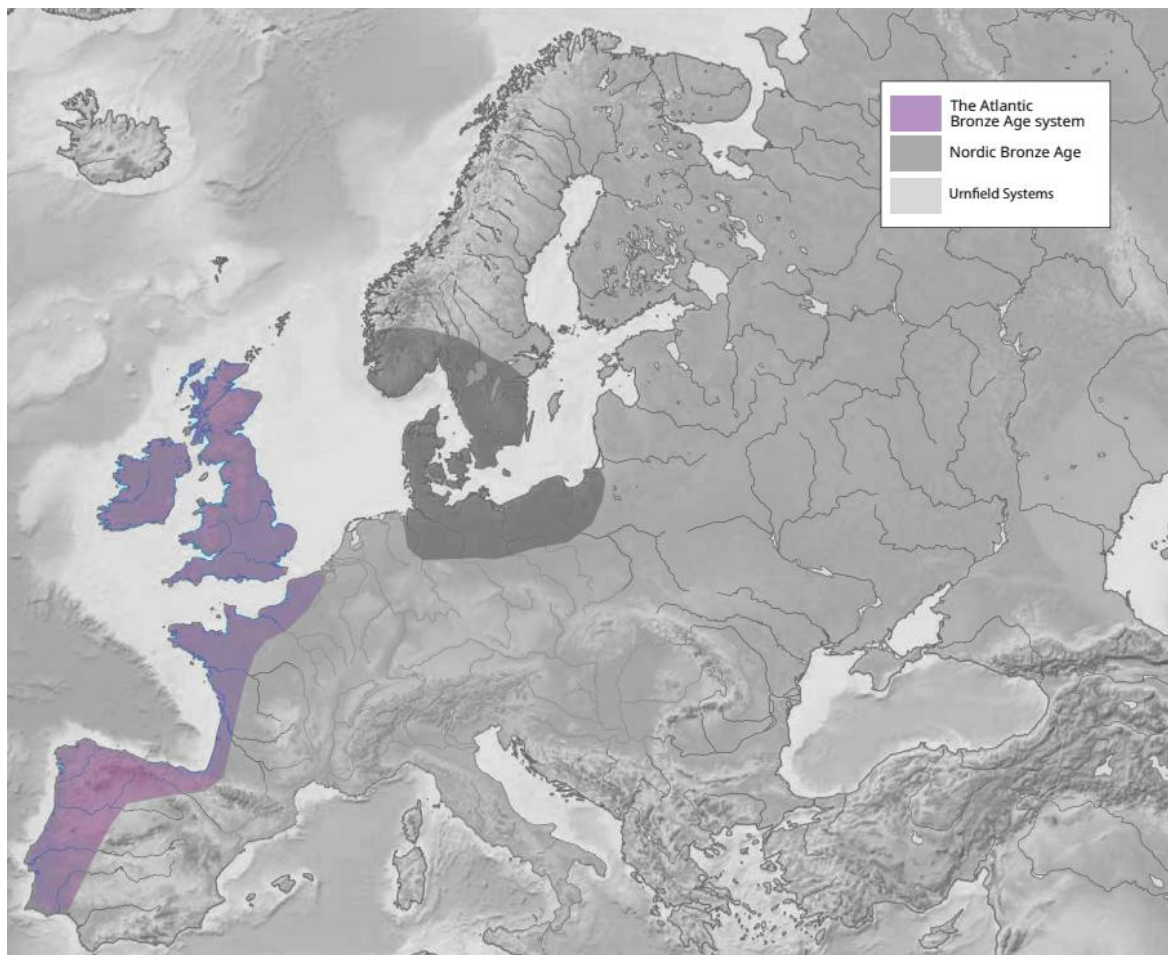 The Atlantic
Bronze Age system
Nordic Bronze Age
Urnfield Systems